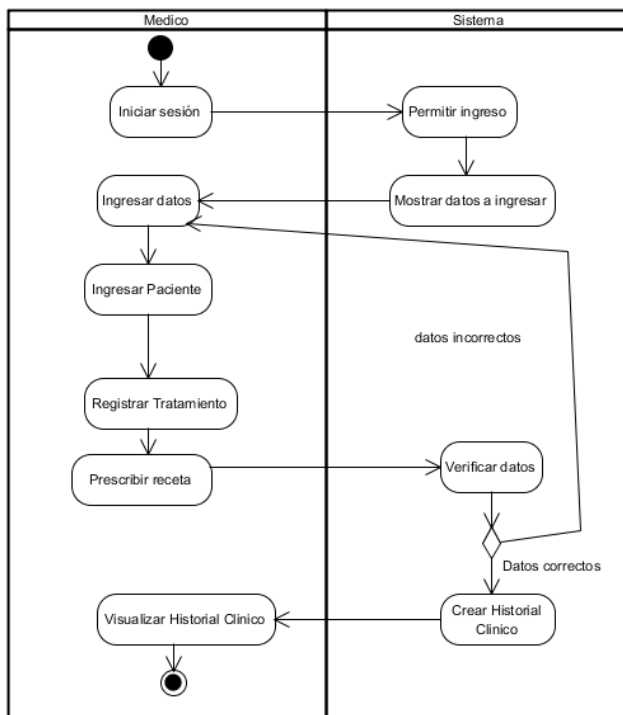 Medico
Sistema
Iniciar sesión
Permitir ingreso
Ingresar datos
Mostrar datos a ingresar
Ingresar Paciente
datos incorrectos
Registrar Tratamiento
Prescribir receta
Verificar datos
Datos correctos
Visualizar Historial Clinico
Crear Historial
Clinico